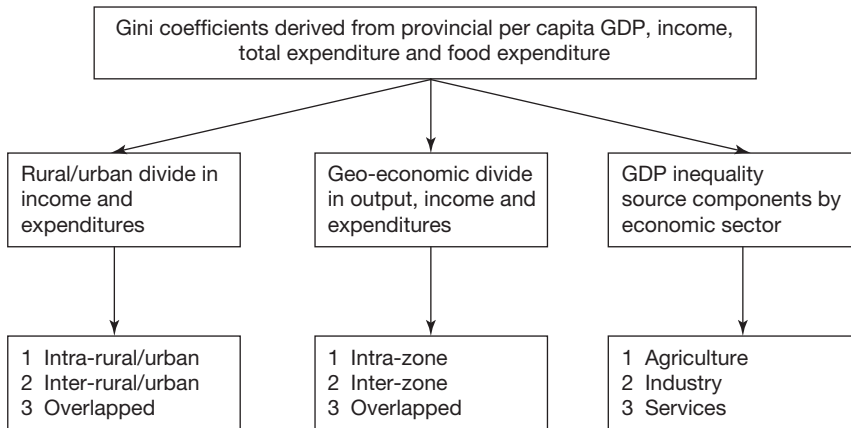 Gini coefficients derived from provincial per capita GDP, income,
total expenditure and food expenditure
Rural/urban divide in
income and
expenditures
Geo-economic divide
in output, income and
expenditures
GDP inequality
source components by
economic sector
1 Intra-rural/urban
2 Inter-rural/urban
3 Overlapped
1 Intra-zone
2 Inter-zone
3 Overlapped
1 Agriculture
2 Industry
3 Services